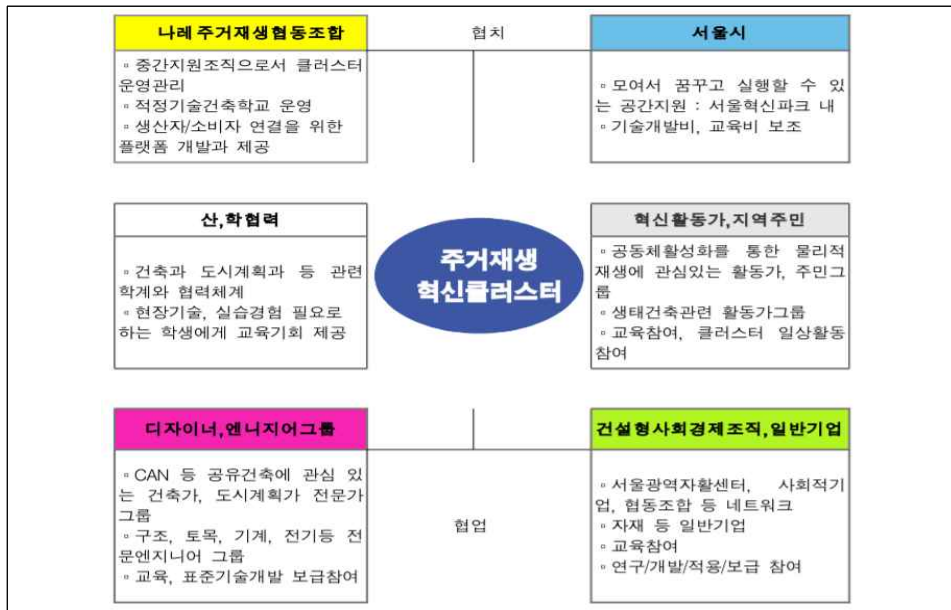 나레주거재생협동조합
▫ 중간지원조직으로서 클러스터
운영관리
▫ 적정기술건축학교 운영
▫ 생산자/소비자 연결을 위한
플랫폼 개발과 제공
협치
서울시
▫ 모여서 꿈꾸고 실행할 수 있
는 공간지원 : 서울혁신파크 내
▫ 기술개발비, 교육비 보조
산,학협력
▫ 건축과 도시계획과 등 관련
학계와 협력체계
▫ 현장기술, 실습경험 필요로
하는 학생에게 교육기회 제공
주거재생
혁신클러스터
혁신활동가,지역주민
▫ 공동체활성화를 통한 물리적
재생에 관심있는 활동가, 주민그
룹
▫ 생태건축관련 활동가그룹
▫ 교육참여, 클러스터 일상활동
참여
디자이너,엔니지어그룹
▫ CAN 등 공유건축에 관심 있
는 건축가, 도시계획가 전문가
그룹
▫ 구조, 토목, 기계, 전기등 전
문엔지니어 그룹
▫ 교육, 표준기술개발 보급참여
협업
건설형사회경제조직,일반기업
▫ 서울광역자활센터, 사회적기
업, 협동조합 등 네트워크
▫ 자재 등 일반기업
▫ 교육참여
▫ 연구/개발/적용/보급 참여